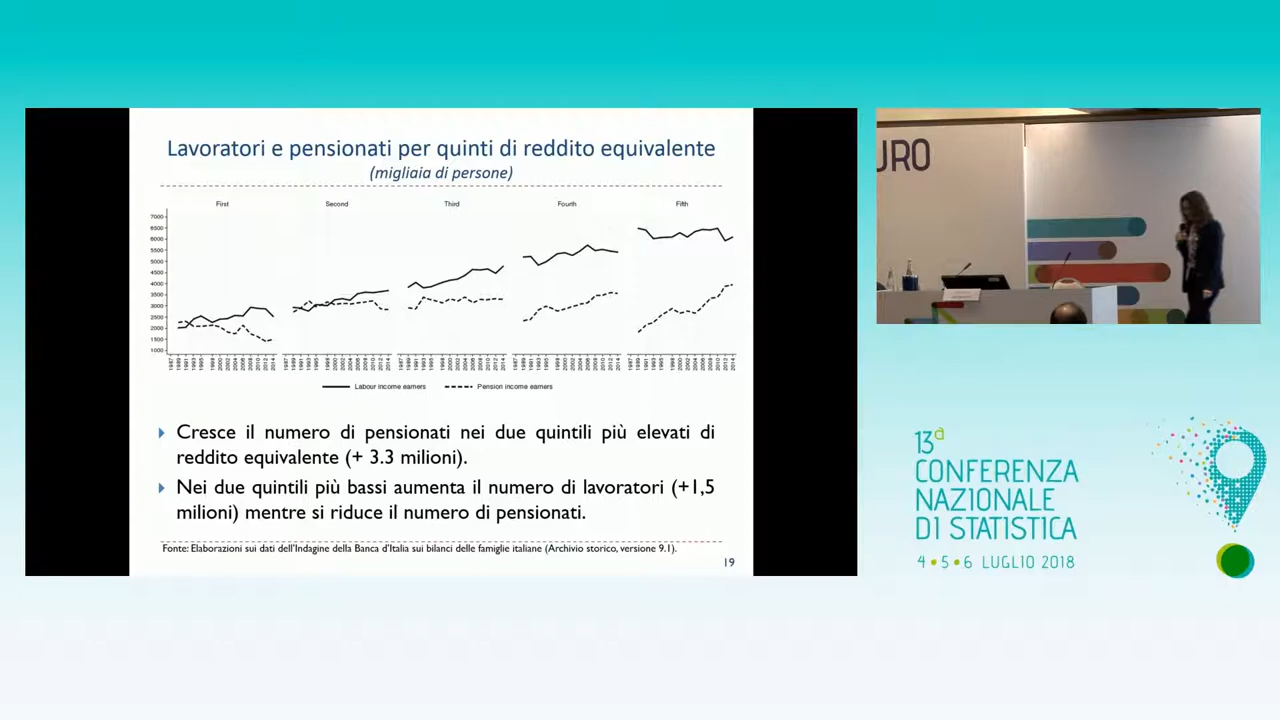 Lavoratori e pensionati per quinti di reddito equivalente
(migliaia di persone)
First Second Third Fourth Fifth
7000
6500
6000
5500
5000
4500
4000
3500
3000
2500
2000
1500
1000
Labour income earners Pension income earners
Cresce il numero di pensionati nei due quintili più elevati di
reddito equivalente (+ 3.3 milioni).
Nei due quintili più bassi aumenta il numero di lavoratori (+1,5
milioni) mentre si riduce il numero di pensionati.
Fonte: Elaborazioni sui dati dell'Indagine della Banca d'Italia sui bilanci delle famiglie italiane (Archivio storico, versione 9.1).
19
URO
13ª
CONFERENZA
NAZIONALE
DI STATISTICA
4 • 5 • 6 LUGLIO 2018